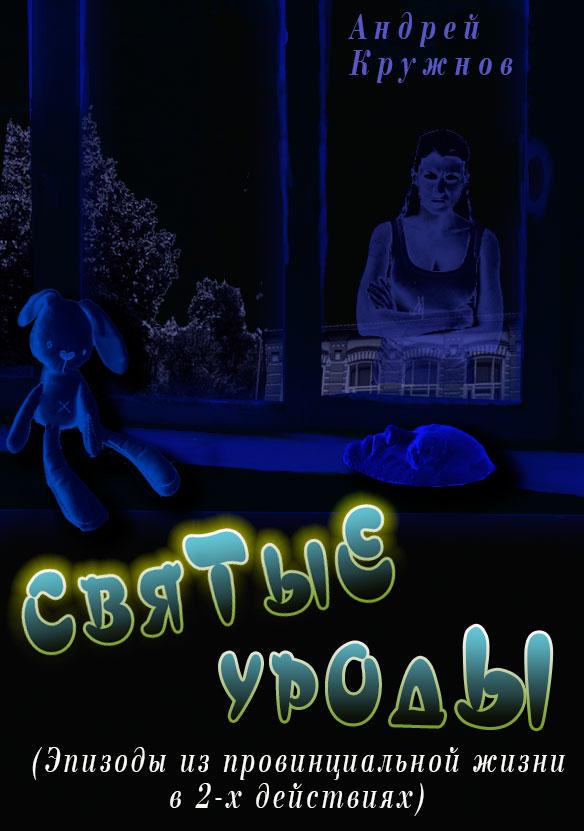 Андрей
Кружнов
СВЯТЫЕ
УРОДЫ
(Эпизоды из провинциальной жизни
в 2-х действиях)